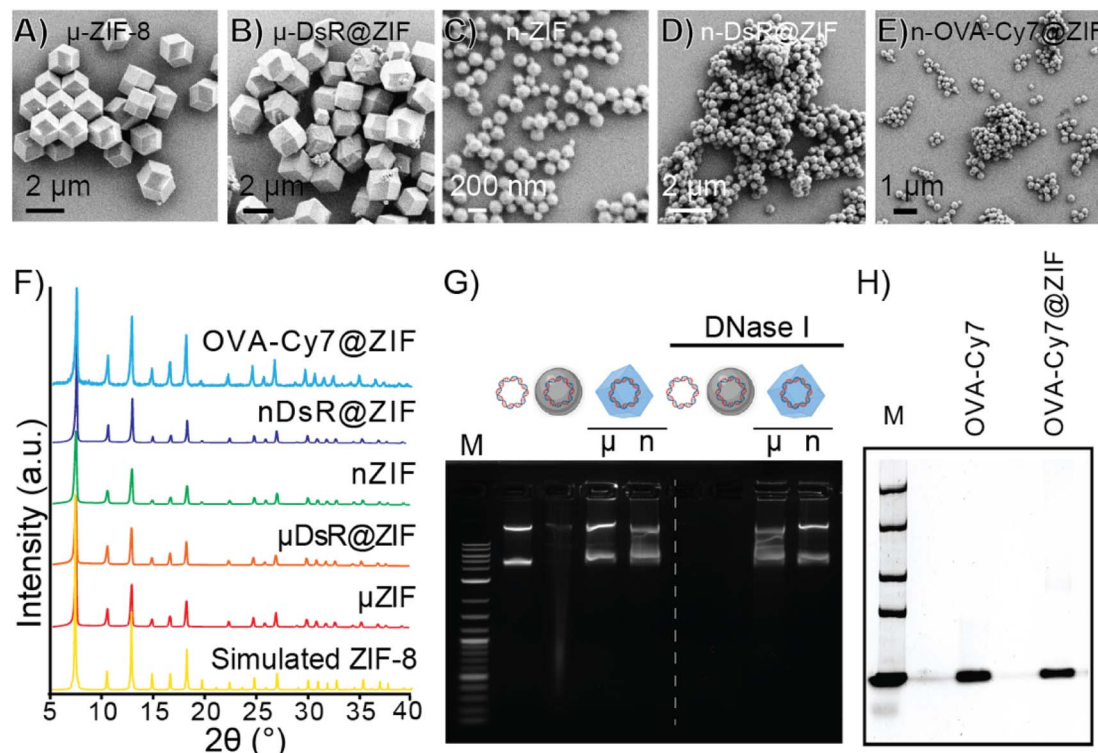 A) μ-ZIF-8
2 μm
B) μ-DsR@ZIF
2 μm
C) n-ZIF
200 nm
D) n-DsR@ZIF
2 μm
E) n-OVA-Cy7@ZIF
1 μm
F)
Intensity (a.u.)
OVA-Cy7@ZIF
nDsR@ZIF
nZIF
μDsR@ZIF
μZIF
Simulated ZIF-8
5 10 15 20 25 30 35 40
2θ (°)
G)
DNase I
M μ n μ n
H)
M OVA-Cy7 OVA-Cy7@ZIF